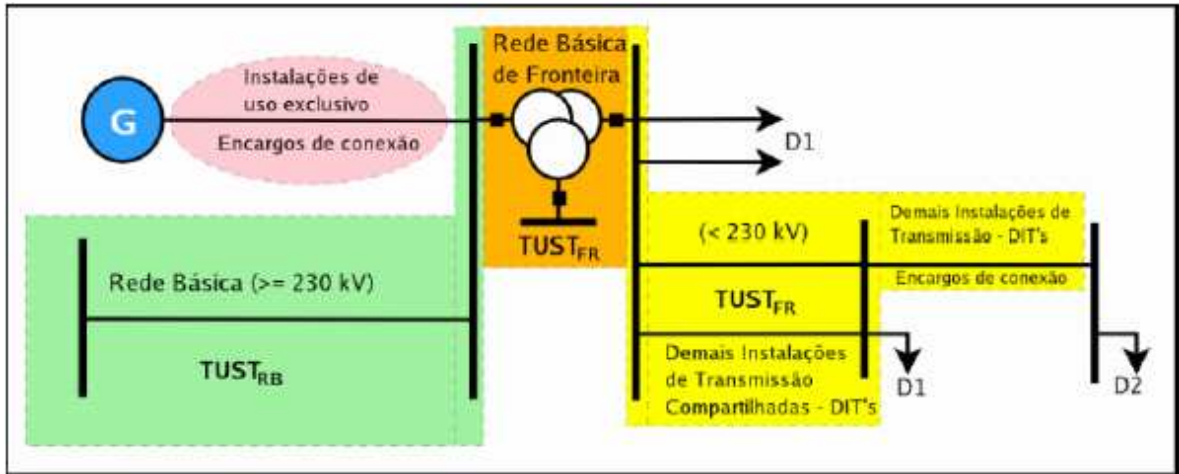 Rede Básica
de Fronteira
Instalações de
uso exclusivo
G
Encargos de conexão
D1
TUST_FR
(< 230 kV)
Demais Instalações de
Transmissão - DIT's
Rede Básica (>= 230 kV)
Encargos de conexão
TUST_FR
TUST_RB
Demais Instalações
de Transmissão
Compartilhadas - DIT's
D1
D2